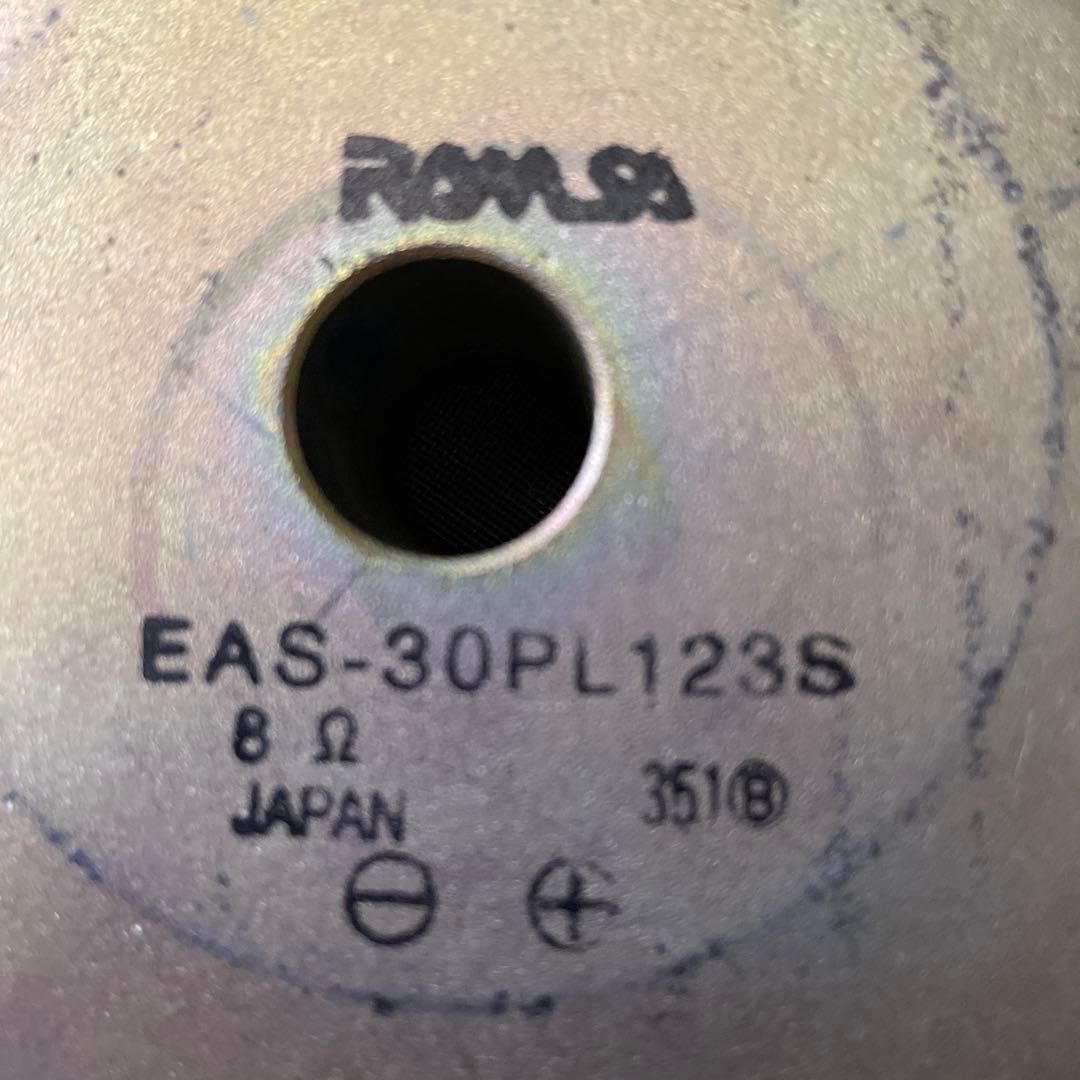 RAMSA
EAS-30PL123S
8 Ω
JAPAN
351Ⓑ
⊖ ⊕